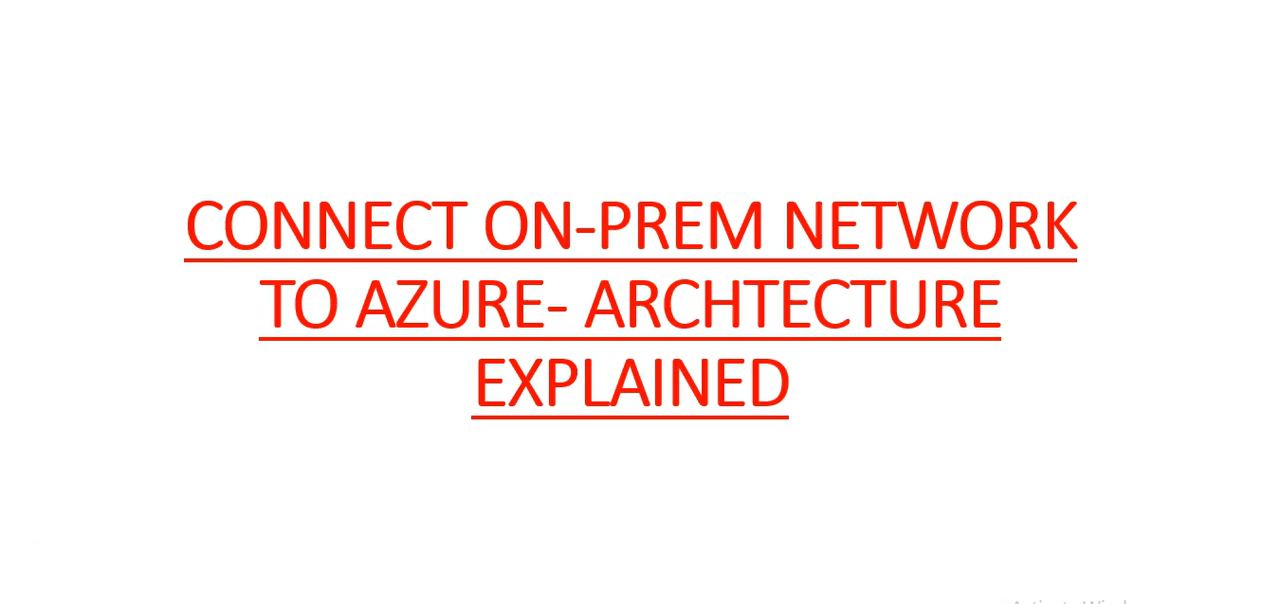 CONNECT ON-PREM NETWORK
TO AZURE- ARCHTECTURE
EXPLAINED